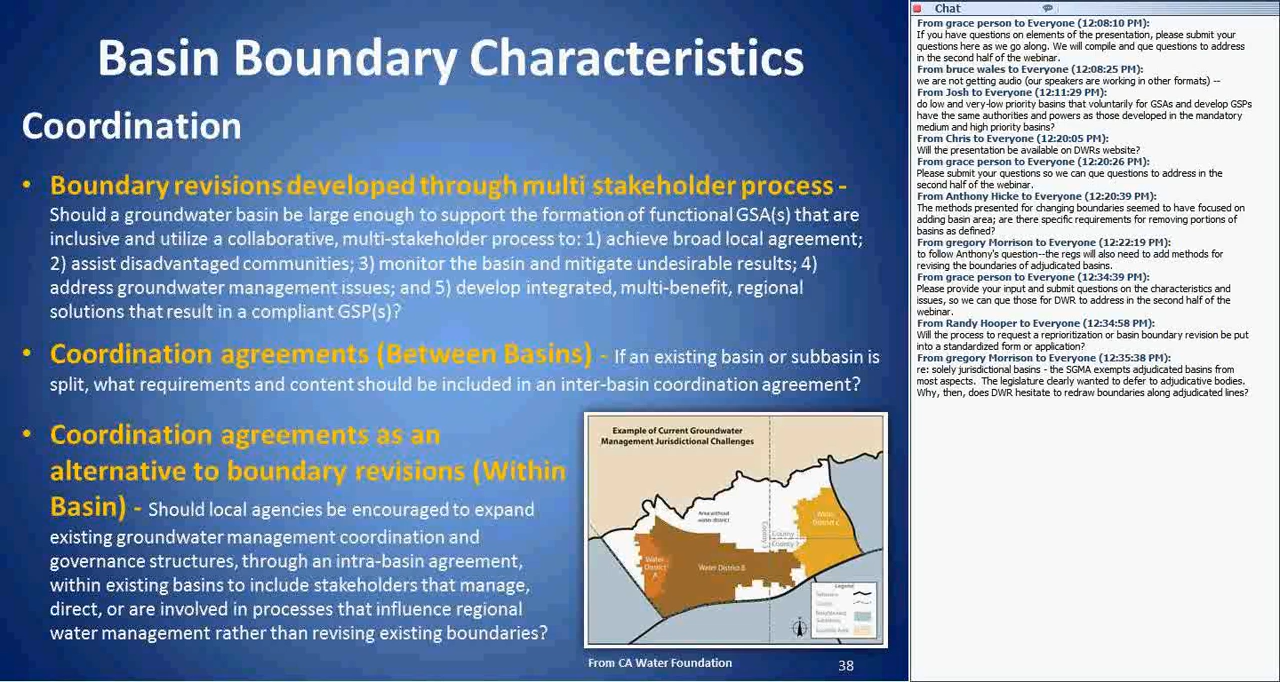 Basin Boundary Characteristics
Coordination
• Boundary revisions developed through multi stakeholder process -
Should a groundwater basin be large enough to support the formation of functional GSA(s) that are
inclusive and utilize a collaborative, multi-stakeholder process to: 1) achieve broad local agreement;
2) assist disadvantaged communities; 3) monitor the basin and mitigate undesirable results; 4)
address groundwater management issues; and 5) develop integrated, multi-benefit, regional
solutions that result in a compliant GSP(s)?
• Coordination agreements (Between Basins) - If an existing basin or subbasin is
split, what requirements and content should be included in an inter-basin coordination agreement?
• Coordination agreements as an
alternative to boundary revisions (Within
Basin) - Should local agencies be encouraged to expand
existing groundwater management coordination and
governance structures, through an intra-basin agreement,
within existing basins to include stakeholders that manage,
direct, or are involved in processes that influence regional
water management rather than revising existing boundaries?
Example of Current Groundwater
Management Jurisdictional Challenges
Area without
water district
Water
District
A
Water District B
Water
District C
County 1
County 2
Legend
From CA Water Foundation
38
Chat
From grace person to Everyone (12:08:10 PM):
If you have questions on elements of the presentation, please submit your
questions here as we go along. We will compile and que questions to address
in the second half of the webinar.
From bruce wales to Everyone (12:08:25 PM):
we are not getting audio (our speakers are working in other formats) --
From Josh to Everyone (12:11:29 PM):
do low and very-low priority basins that voluntarily for GSAs and develop GSPs
have the same authorities and powers as those developed in the mandatory
medium and high priority basins?
From Chris to Everyone (12:20:05 PM):
Will the presentation be available on DWRs website?
From grace person to Everyone (12:20:26 PM):
Please submit your questions so we can que questions to address in the
second half of the webinar.
From Anthony Hicke to Everyone (12:20:39 PM):
The methods presented for changing boundaries seemed to have focused on
adding basin area; are there specific requirements for removing portions of
basins as defined?
From gregory Morrison to Everyone (12:22:19 PM):
to follow Anthony's question--the regs will also need to add methods for
revising the boundaries of adjudicated basins.
From grace person to Everyone (12:34:39 PM):
Please provide your input and submit questions on the characteristics and
issues, so we can que those for DWR to address in the second half of the
webinar.
From Randy Hooper to Everyone (12:34:58 PM):
Will the process to request a reprioritization or basin boundary revision be put
into a standardized form or application?
From gregory Morrison to Everyone (12:35:38 PM):
re: solely jurisdictional basins - the SGMA exempts adjudicated basins from
most aspects. The legislature clearly wanted to defer to adjudicative bodies.
Why, then, does DWR hesitate to redraw boundaries along adjudicated lines?